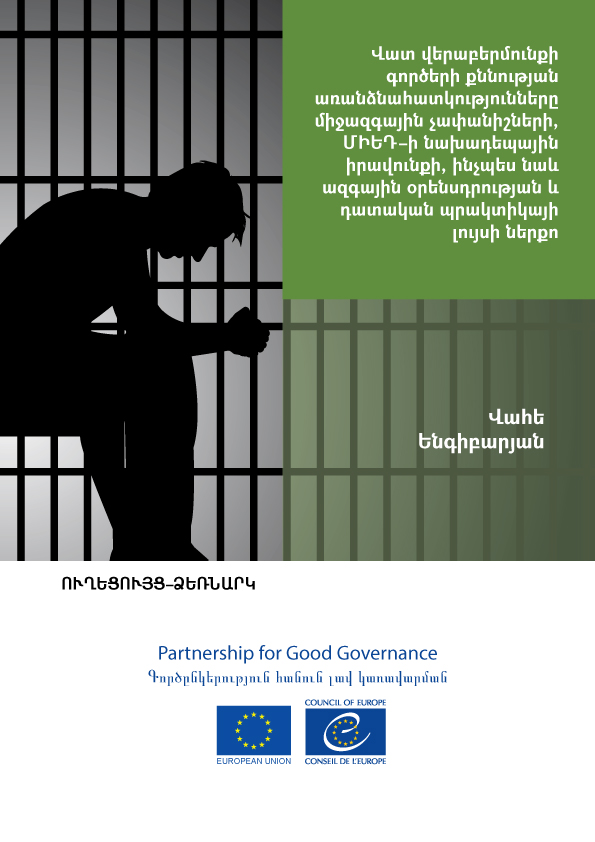 Վատ վերաբերմունքի
գործերի քննության
առանձնահատկությունները
միջազգային չափանիշների,
ՄԻԵԴ-ի նախադեպային
իրավունքի, ինչպես նաև
ազգային օրենսդրության և
դատական պրակտիկայի
լույսի ներքո
Վահե
Ենգիբարյան
ՈՒՂԵՑՈՒՅՑ-ՁԵՌՆԱՐԿ
Partnership for Good Governance
Գործընկերություն հանուն լավ կառավարման
COUNCIL OF EUROPE
EUROPEAN UNION
CONSEIL DE L'EUROPE